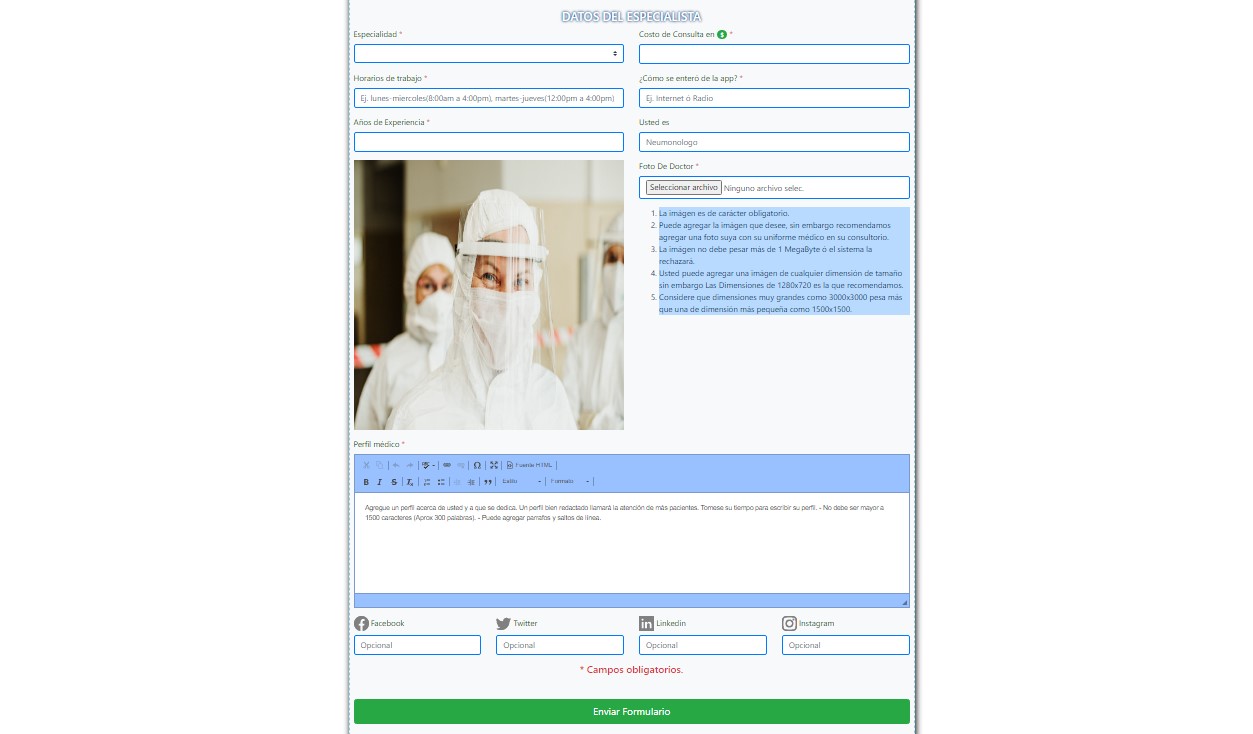 DATOS DEL ESPECIALISTA
Especialidad *
Costo de Consulta en $ *
Horarios de trabajo *
¿Cómo se enteró de la app? *
Ej. lunes-miercoles(8:00am a 4:00pm), martes-jueves(12:00pm a 4:00pm)
Ej. Internet ó Radio
Años de Experiencia *
Usted es
Neumonologo
Foto De Doctor *
Seleccionar archivo Ninguno archivo selec.
1. La imágen es de carácter obligatorio.
2. Puede agregar la imágen que desee, sin embargo recomendamos
agregar una foto suya con su uniforme médico en su consultorio.
3. La imágen no debe pesar más de 1 MegaByte ó el sistema la
rechazará.
4. Usted puede agregar una imágen de cualquier dimensión de tamaño
sin embargo Las Dimensiones de 1280x720 es la que recomendamos.
5. Considere que dimensiones muy grandes como 3000x3000 pesa más
que una de dimensión más pequeña como 1500x1500.
Perfil médico *
Fuente HTML
B I S Tx Estilo Formato
Agregue un perfil acerca de usted y a que se dedica. Un perfil bien redactado llamará la atención de más pacientes. Tomese su tiempo para escribir su perfil. - No debe ser mayor a
1500 caracteres (Aprox 300 palabras). - Puede agregar parrafos y saltos de línea.
Facebook
Twitter
Linkedin
Instagram
Opcional
Opcional
Opcional
Opcional
* Campos obligatorios.
Enviar Formulario